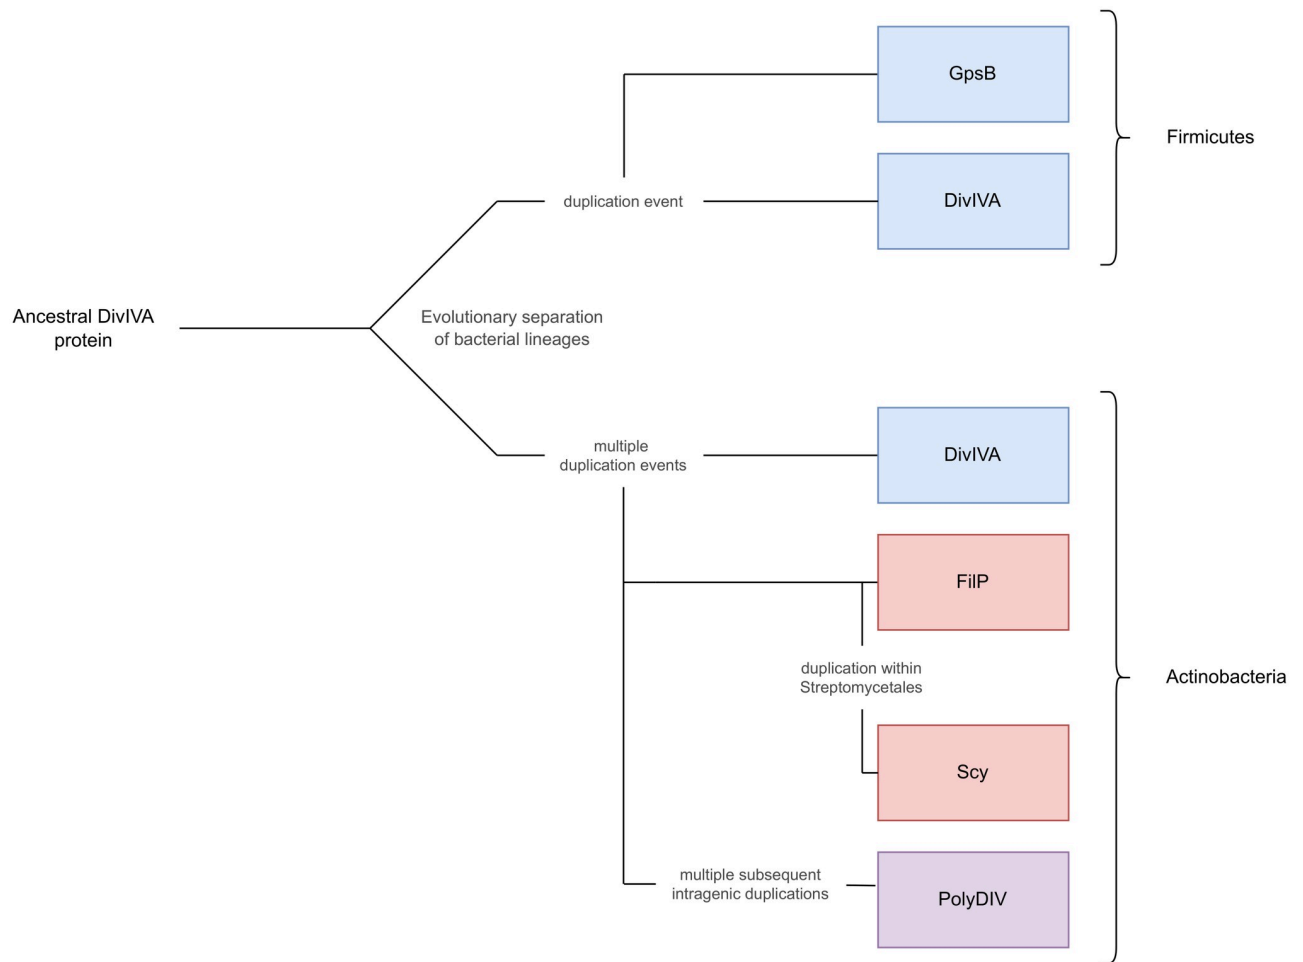 GpsB
Firmicutes
duplication event
DivIVA
Ancestral DivIVA
protein
Evolutionary separation
of bacterial lineages
multiple
duplication events
DivIVA
FilP
duplication within
Streptomycetales
Actinobacteria
Scy
multiple subsequent
intragenic duplications
PolyDIV